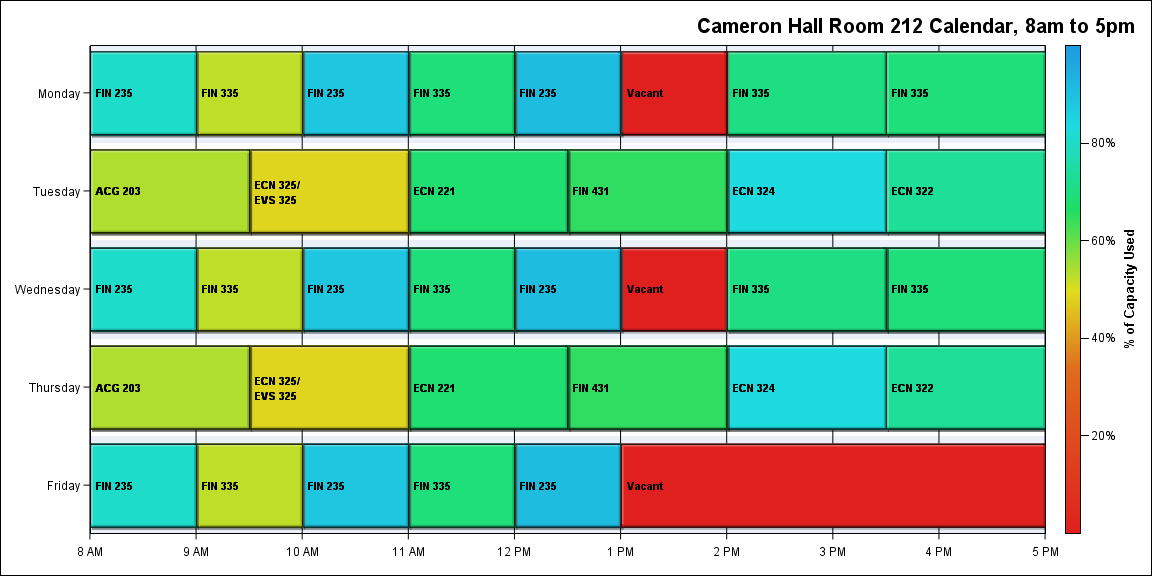 Cameron Hall Room 212 Calendar, 8am to 5pm
Monday
FIN 235
FIN 335
FIN 235
FIN 335
FIN 235
Vacant
FIN 335
FIN 335
Tuesday
ACG 203
ECN 325/
EVS 325
ECN 221
FIN 431
ECN 324
ECN 322
Wednesday
FIN 235
FIN 335
FIN 235
FIN 335
FIN 235
Vacant
FIN 335
FIN 335
Thursday
ACG 203
ECN 325/
EVS 325
ECN 221
FIN 431
ECN 324
ECN 322
Friday
FIN 235
FIN 335
FIN 235
FIN 335
FIN 235
Vacant
8 AM
9 AM
10 AM
11 AM
12 PM
1 PM
2 PM
3 PM
4 PM
5 PM
80%
60%
40%
20%
% of Capacity Used